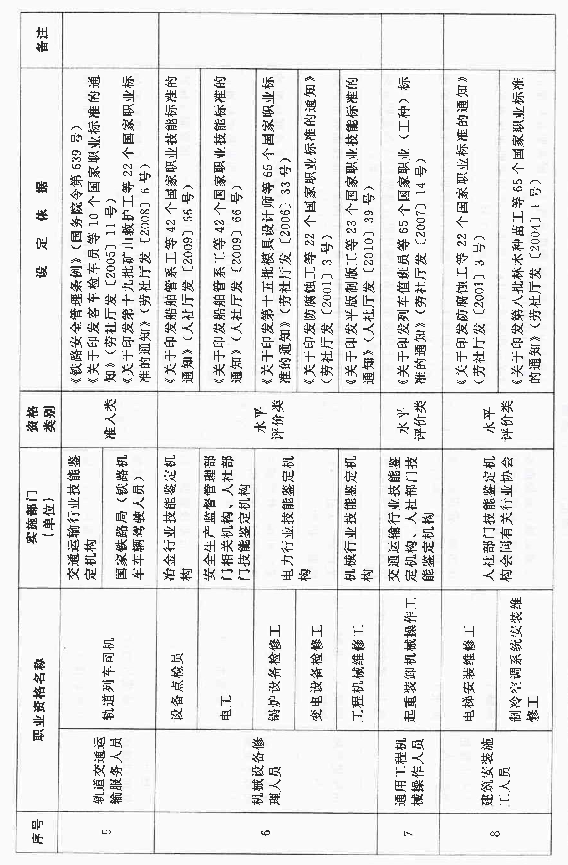 序号
职业资格名称
实施部门
（单位）
资格
类别
设 定 依 据
备注
5
轨道交通运
输服务人员
轨道列车司机
交通运输行业技能鉴
定机构
国家铁路局（铁路机
车车辆驾驶人员）
准入类
《铁路安全管理条例》（国务院令第639号）
《关于印发客车检车员等10个国家职业标准的通
知》（劳社厅发〔2005〕11号）
《关于印发第十九批矿山救护工等22个国家职业标
准的通知》（劳社厅发〔2008〕6号）
6
机械设备修
理人员
设备点检员
冶金行业技能鉴定机
构
水平
评价类
《关于印发船舶管系工等42个国家职业技能标准的
通知》（人社厅发〔2009〕66号）
电工
安全生产监督管理部
门相关机构、人社部
门技能鉴定机构
《关于印发船舶管系工等42个国家职业技能标准的
通知》（人社厅发〔2009〕66号）
锅炉设备检修工
电力行业技能鉴定机
构
《关于印发第十五批模具设计师等65个国家职业标
准的通知》（劳社厅发〔2006〕33号）
变电设备检修工
《关于印发防腐蚀工等22个国家职业标准的通知》
（劳社厅发〔2001〕3号）
工程机械维修工
机械行业技能鉴定机
构
《关于印发平版制版工等23个国家职业技能标准的
通知》（人社厅发〔2010〕39号）
7
通用工程机
械操作人员
起重装卸机械操作工
交通运输行业技能鉴
定机构、人社部门技
能鉴定机构
水平
评价类
《关于印发列车值班员等65个国家职业（工种）标
准的通知》（劳社厅发〔2007〕14号）
8
建筑安装施
工人员
电梯安装维修工
人社部门技能鉴定机
构会同有关行业协会
水平
评价类
《关于印发防腐蚀工等22个国家职业标准的通知》
（劳社厅发〔2001〕3号）
制冷空调系统安装维
修工
《关于印发第八批林木种苗工等65个国家职业标准
的通知》（劳社厅发〔2004〕1号）